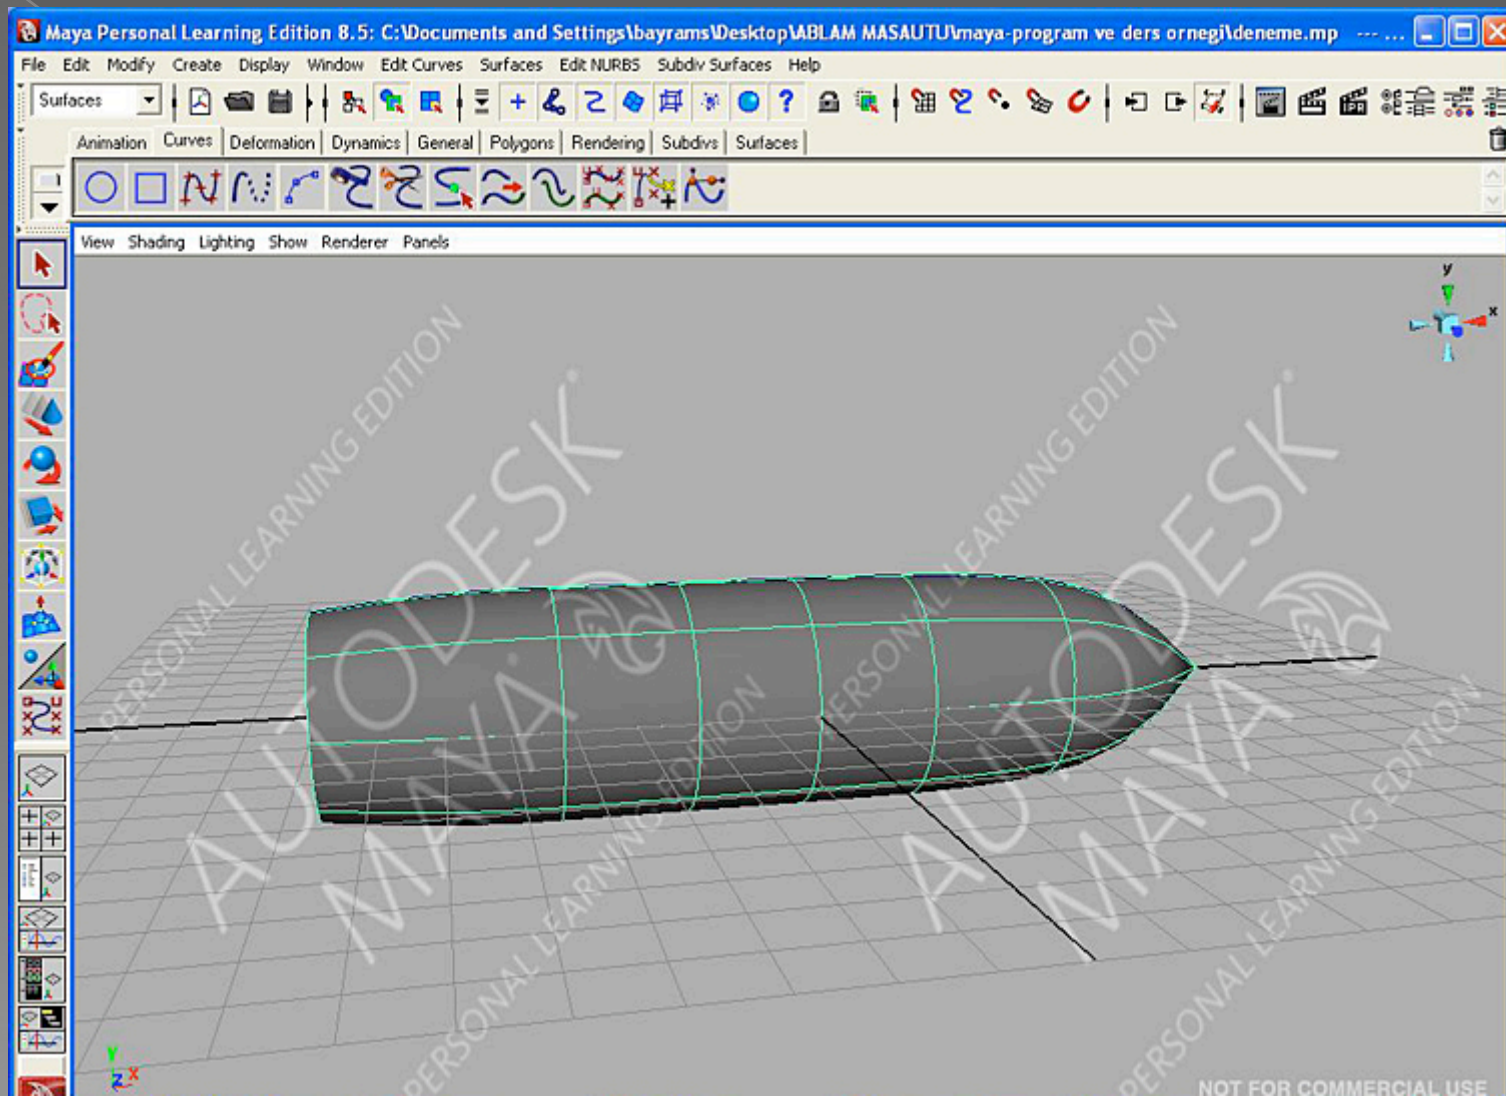 Maya Personal Learning Edition 8.5: C:\Documents and Settings\bayrams\Desktop\ABLAM MASAUTU\maya-program ve ders ornegi\deneme.mp --- ...
File Edit Modify Create Display Window Edit Curves Surfaces Edit NURBS Subdiv Surfaces Help
Surfaces
Animation Curves Deformation Dynamics General Polygons Rendering Subdivs Surfaces
View Shading Lighting Show Renderer Panels
y
x
PERSONAL LEARNING EDITION
AUTODESK
MAYA
PERSONAL LEARNING EDITION
AUTODESK
MAYA
PERSONAL LEARNING EDITION
PERSONAL LEARNING EDITION
Y
Z X
NOT FOR COMMERCIAL USE